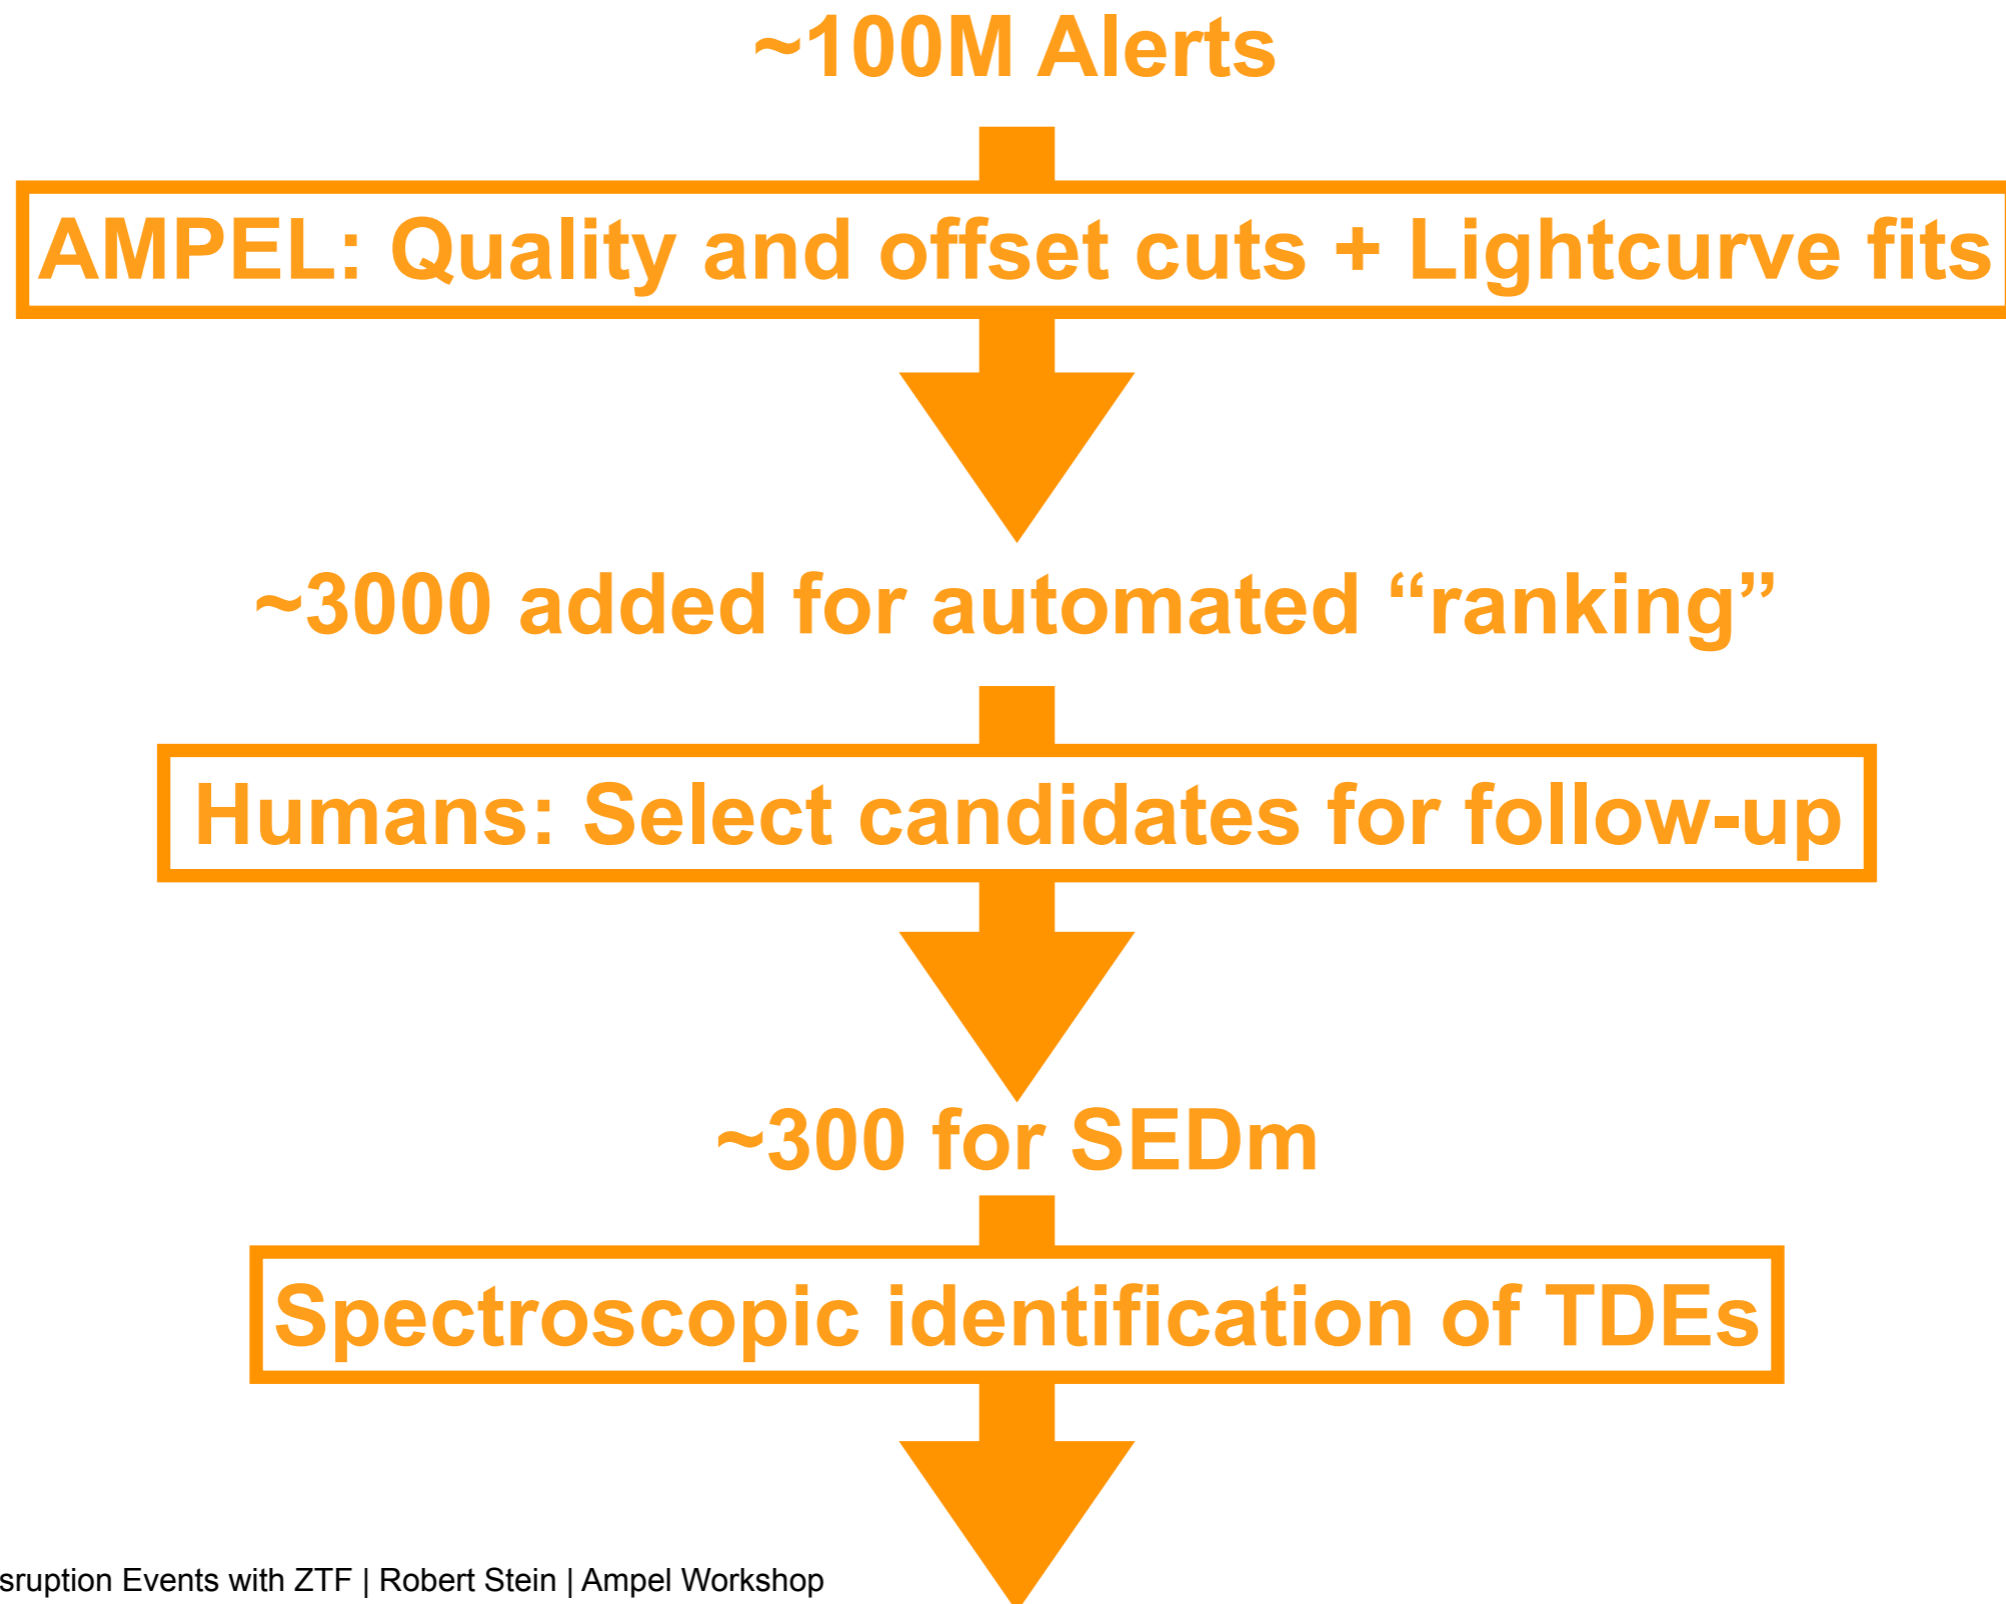 ~100M Alerts
AMPEL: Quality and offset cuts + Lightcurve fits
~3000 added for automated “ranking”
Humans: Select candidates for follow-up
~300 for SEDm
Spectroscopic identification of TDEs
sruption Events with ZTF | Robert Stein | Ampel Workshop